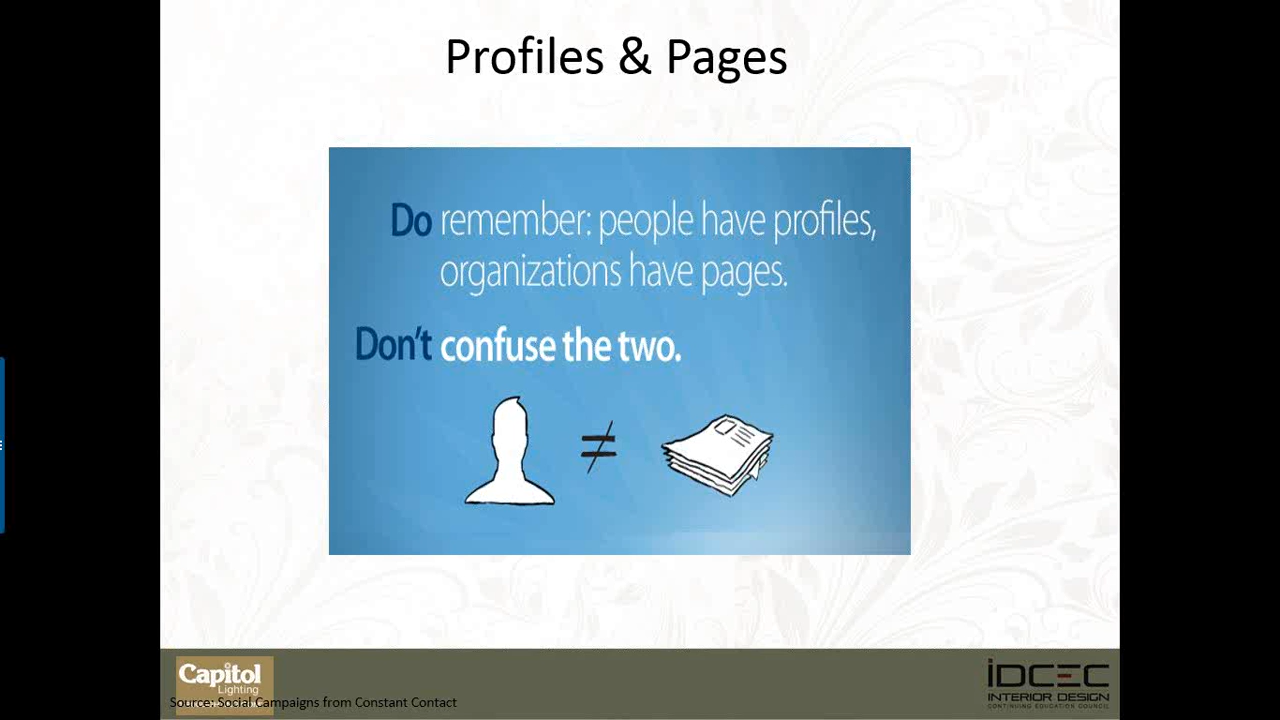 Profiles & Pages
Do remember: people have profiles,
organizations have pages.
Don't confuse the two.
≠
Capitol
Lighting
Source: Social Campaigns from Constant Contact
iDCEC
INTERIOR DESIGN
CONTINUING EDUCATION COUNCIL